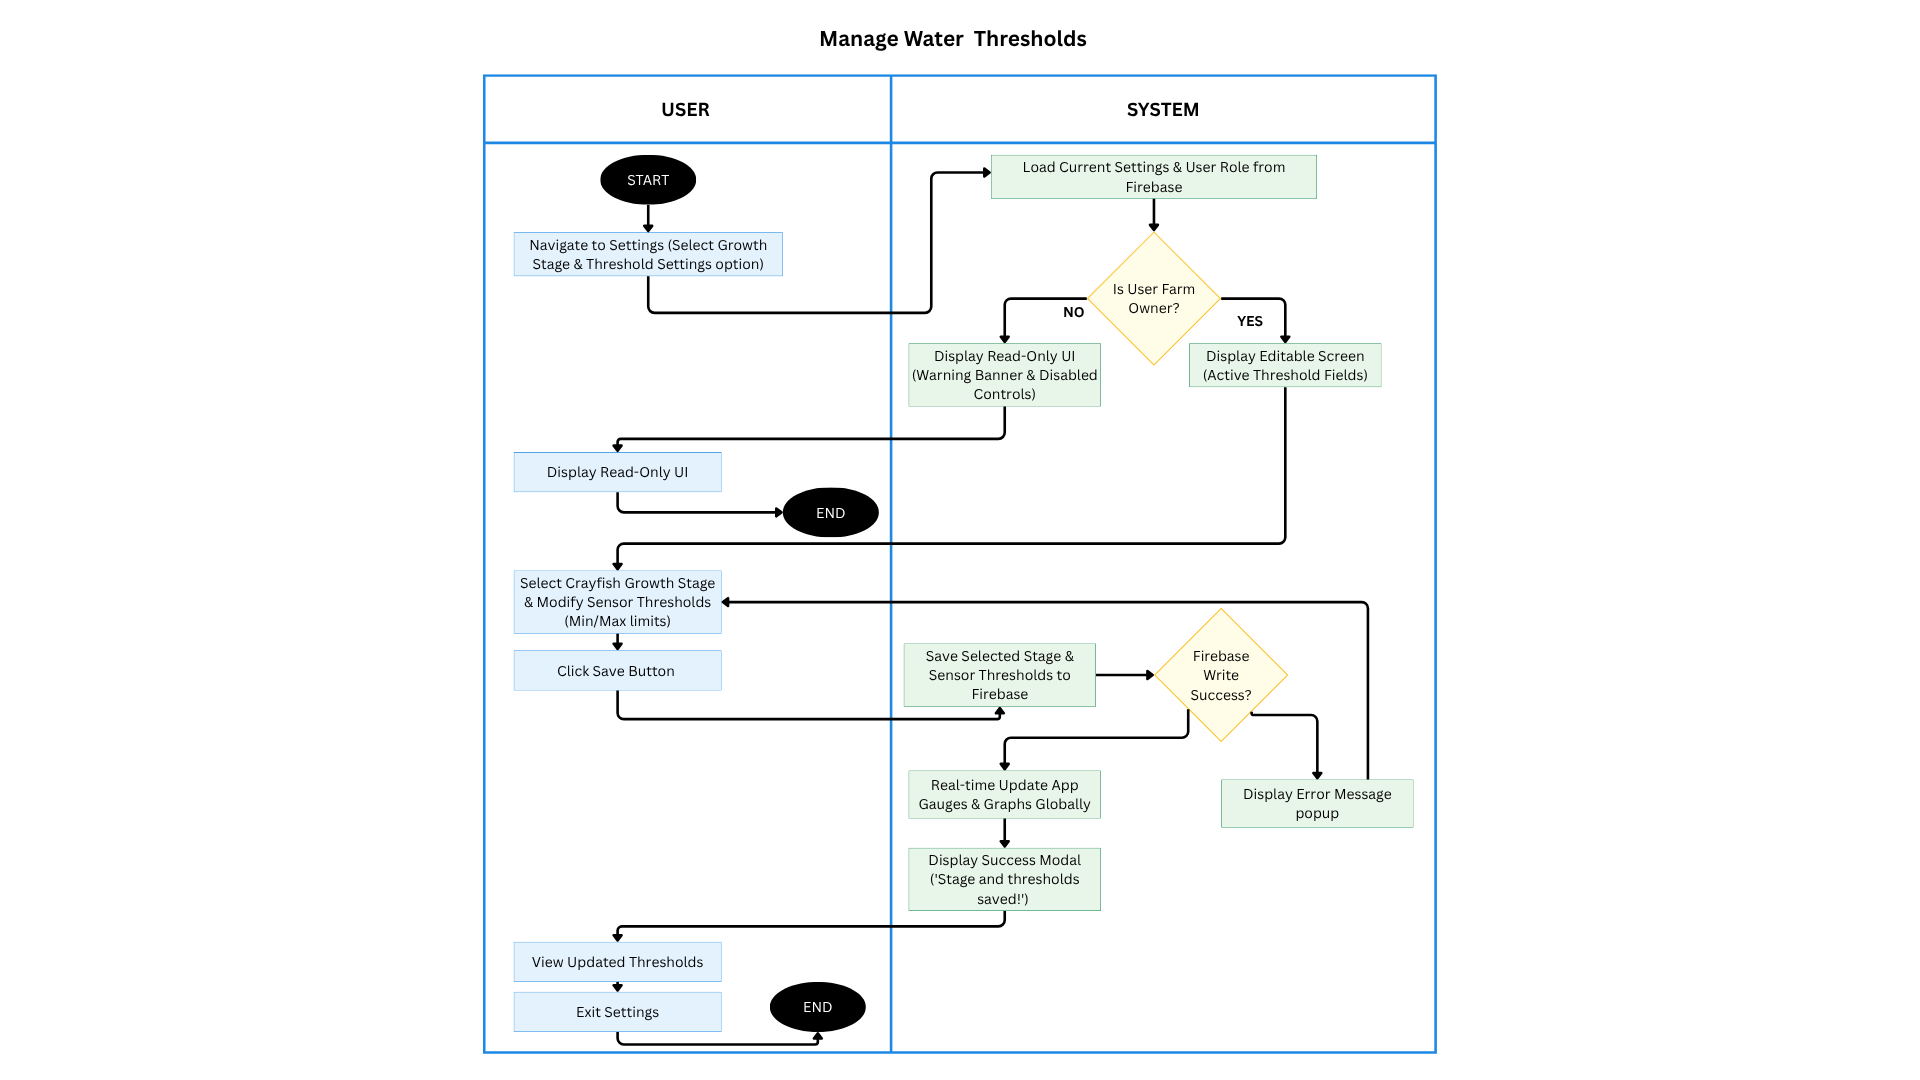 Manage Water  Thresholds
USER
SYSTEM
START
Navigate to Settings (Select Growth
Stage & Threshold Settings option)
Load Current Settings & User Role from
Firebase
Is User Farm
Owner?
NO
YES
Display Read-Only UI
(Warning Banner & Disabled
Controls)
Display Editable Screen
(Active Threshold Fields)
Display Read-Only UI
END
Select Crayfish Growth Stage
& Modify Sensor Thresholds
(Min/Max limits)
Click Save Button
Save Selected Stage &
Sensor Thresholds to
Firebase
Firebase
Write
Success?
Real-time Update App
Gauges & Graphs Globally
Display Error Message
popup
Display Success Modal
('Stage and thresholds
saved!')
View Updated Thresholds
Exit Settings
END